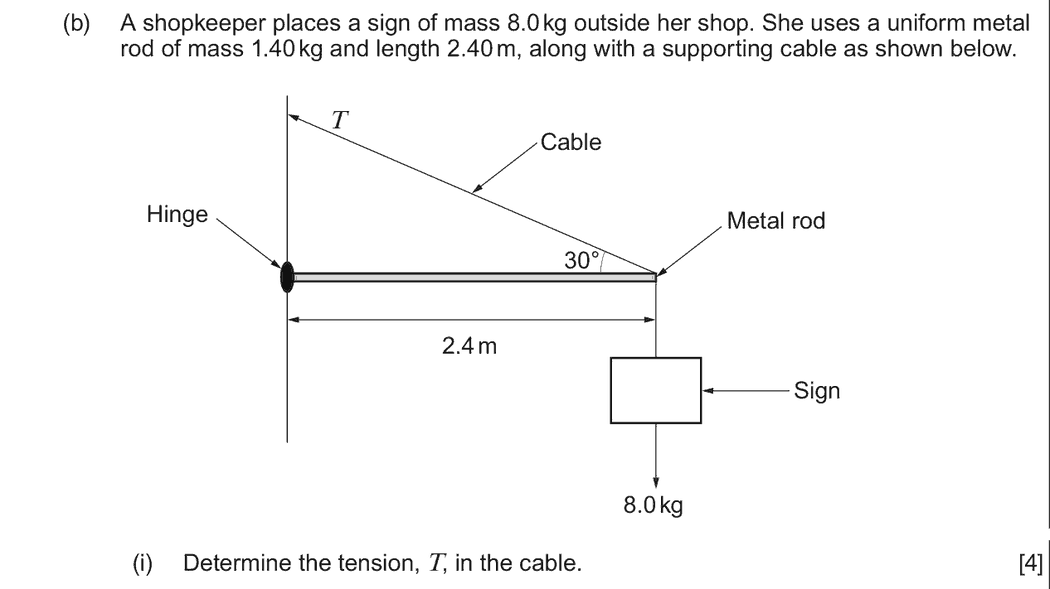 (b) A shopkeeper places a sign of mass 8.0 kg outside her shop. She uses a uniform metal
rod of mass 1.40 kg and length 2.40 m, along with a supporting cable as shown below.
T
Cable
Hinge
Metal rod
30°
2.4 m
Sign
8.0 kg
(i) Determine the tension, T, in the cable. [4]